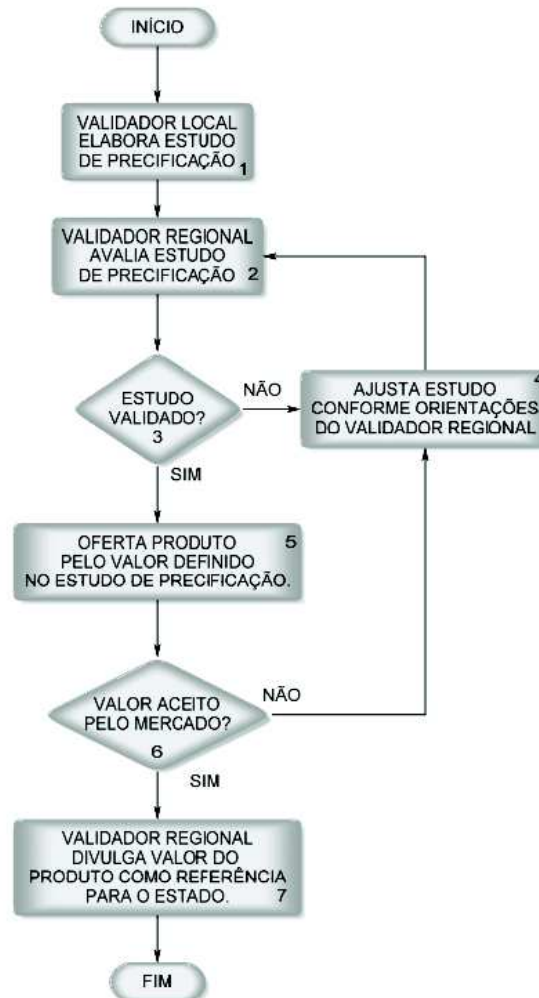 INÍCIO
VALIDADOR LOCAL
ELABORA ESTUDO
DE PRECIFICAÇÃO 1
VALIDADOR REGIONAL
AVALIA ESTUDO
DE PRECIFICAÇÃO 2
ESTUDO
VALIDADO?
3
NÃO
4
AJUSTA ESTUDO
CONFORME ORIENTAÇÕES
DO VALIDADOR REGIONAL
SIM
OFERTA PRODUTO 5
PELO VALOR DEFINIDO
NO ESTUDO DE PRECIFICAÇÃO.
VALOR ACEITO
PELO MERCADO?
6
NÃO
SIM
VALIDADOR REGIONAL
DIVULGA VALOR DO
PRODUTO COMO REFERÊNCIA
PARA O ESTADO. 7
FIM